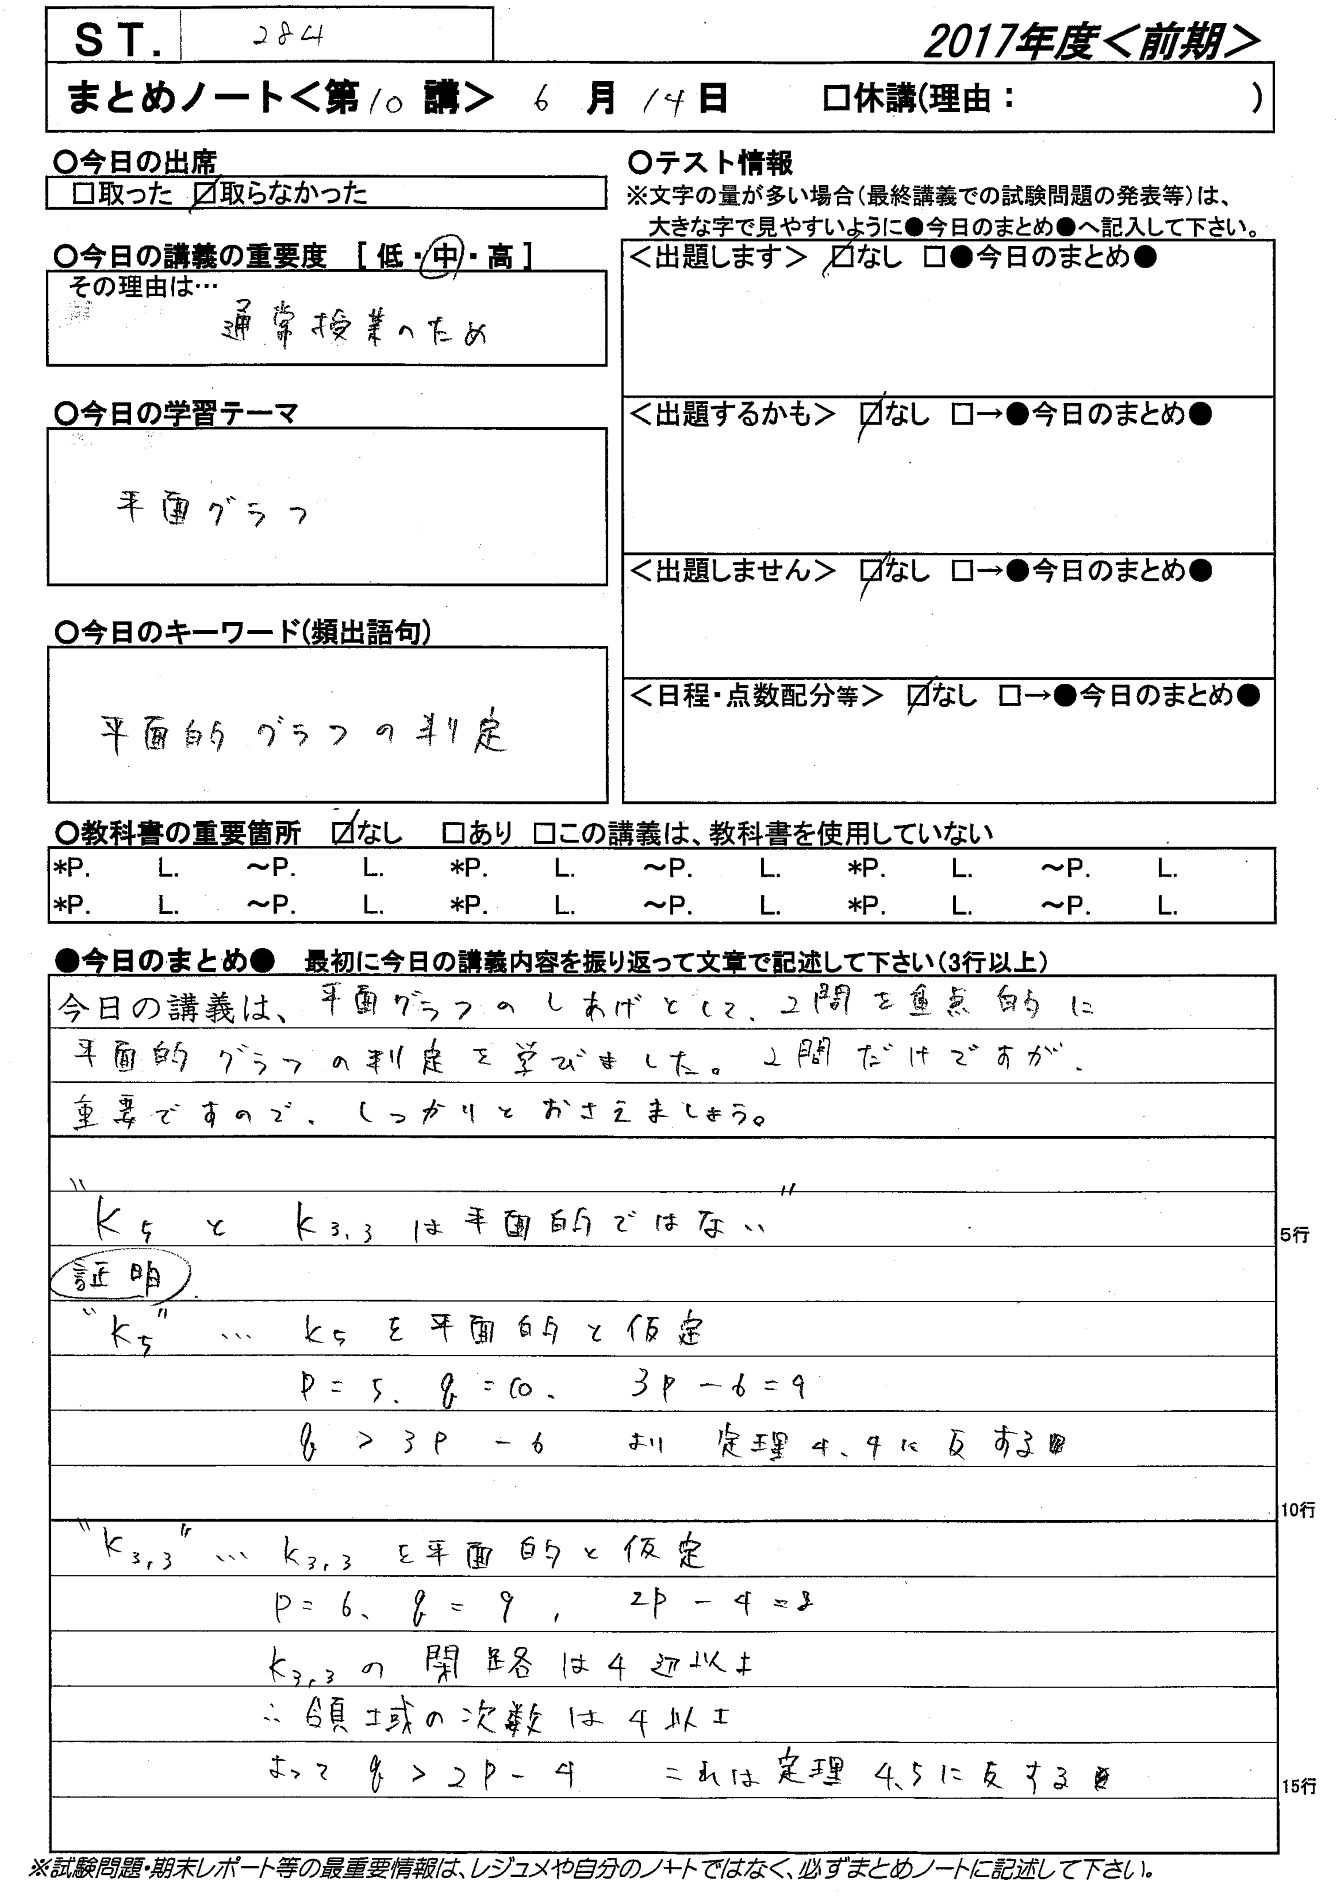 ST. 284
2017年度<前期>
まとめノート<第10講> 6月14日 □休講(理由: )
○今日の出席
□取った ☑取らなかった
○今日の講義の重要度 [低・中・高]
その理由は…
通常授業のため
○今日の学習テーマ
平面グラフ
○今日のキーワード(頻出語句)
平面的グラフの判定
○テスト情報
※文字の量が多い場合(最終講義での試験問題の発表等)は、
大きな字で見やすいように●今日のまとめ●へ記入して下さい。
<出題します> ☑なし □●今日のまとめ●
<出題するかも> ☑なし □→●今日のまとめ●
<出題しません> ☑なし □→●今日のまとめ●
<日程・点数配分等> ☑なし □→●今日のまとめ●
○教科書の重要箇所 ☑なし □あり □この講義は、教科書を使用していない
*P. L. ~P. L. *P. L. ~P. L. *P. L. ~P. L.
*P. L. ~P. L. *P. L. ~P. L. *P. L. ~P. L.
●今日のまとめ● 最初に今日の講義内容を振り返って文章で記述して下さい(3行以上)
今日の講義は、平面グラフのしあげとして、2問を重点的に
平面的グラフの判定を学びました。2問だけですが、
重要ですので、しっかりとおさえましょう。
"K5 と K3,3 は平面的ではない"
5行
証明
"K5" … K5 を平面的と仮定
P=5、q=10、 3P-6=9
q > 3P-6 より 定理4.4に反する
10行
"K3,3" … K3,3 を平面的と仮定
P=6、q=9, 2P-4=8
K3,3 の閉路は4辺以上
∴ 領域の次数は4以上
よって q > 2P-4 これは定理4.5に反する
15行
※試験問題・期末レポート等の最重要情報は、レジュメや自分のノートではなく、必ずまとめノートに記述して下さい。